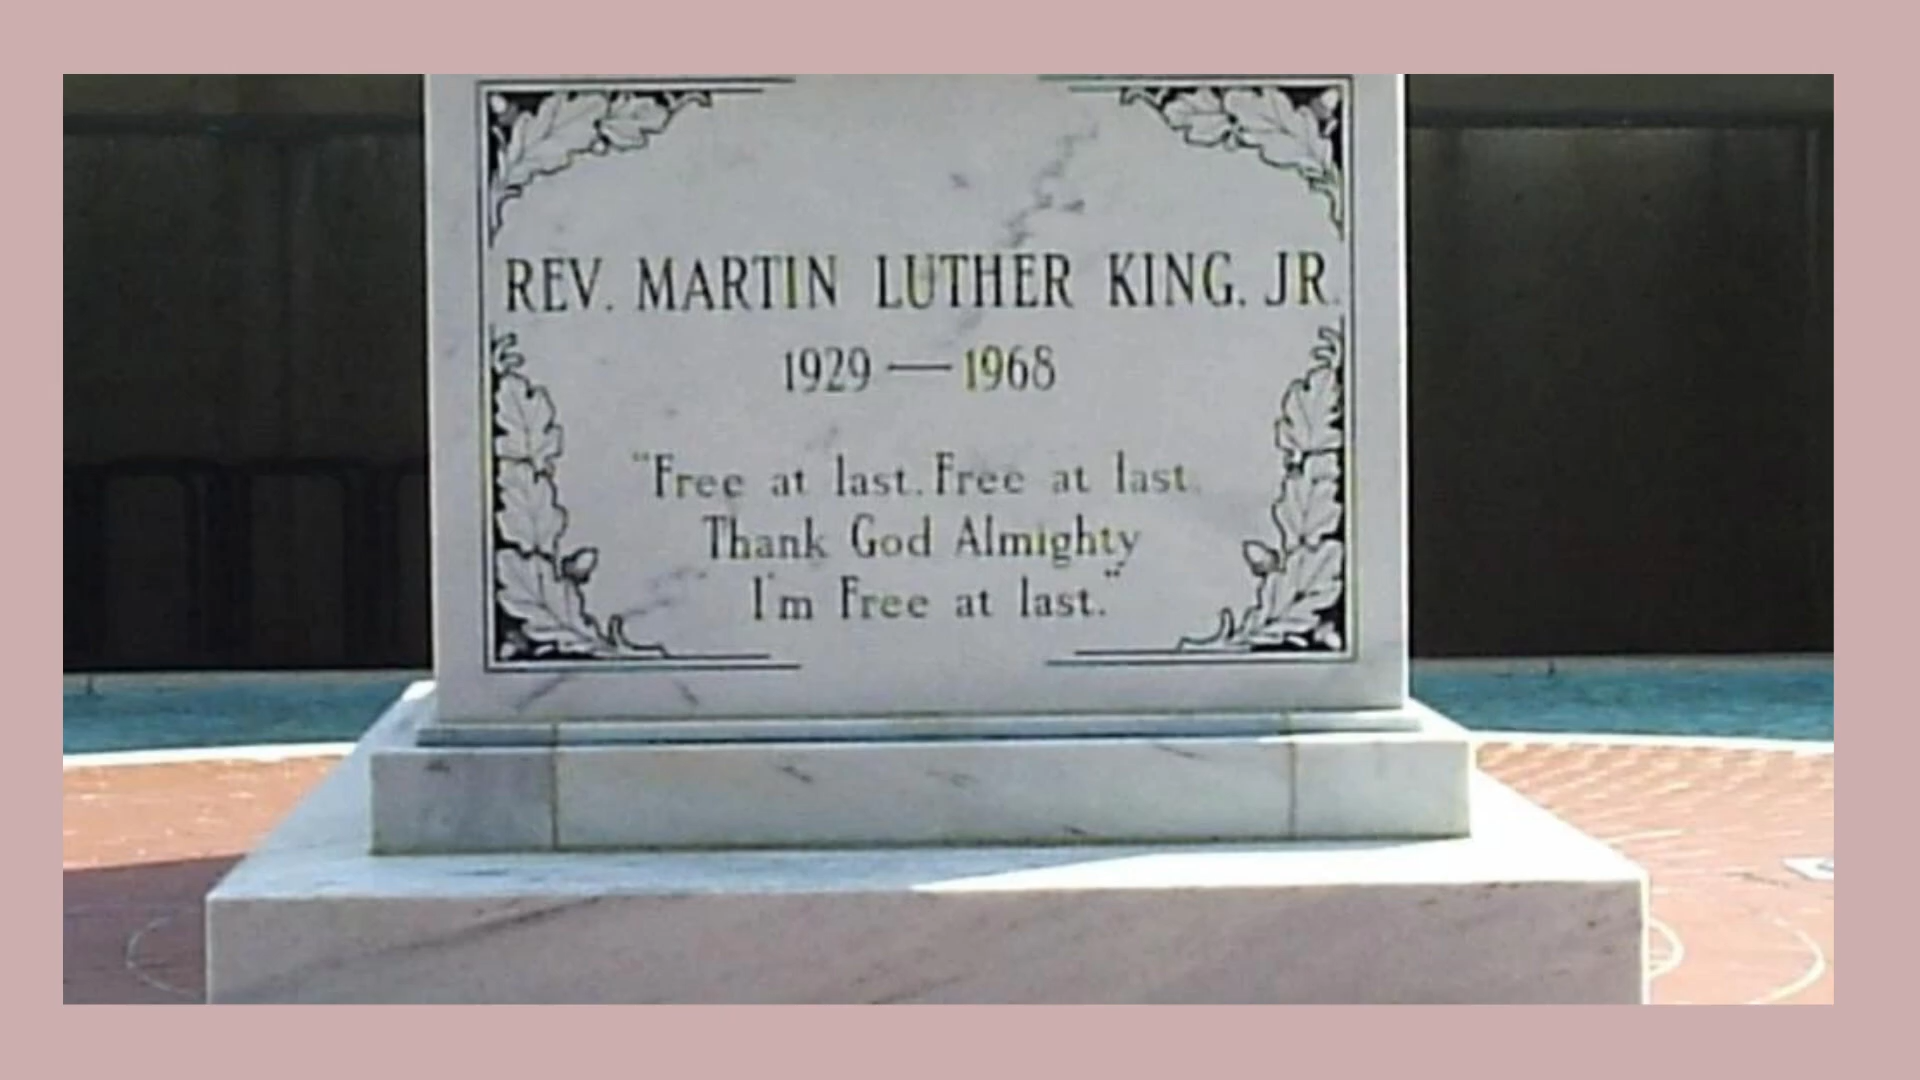 REV. MARTIN LUTHER KING, JR.
1929 — 1968
"Free at last. Free at last.
Thank God Almighty
I'm Free at last."